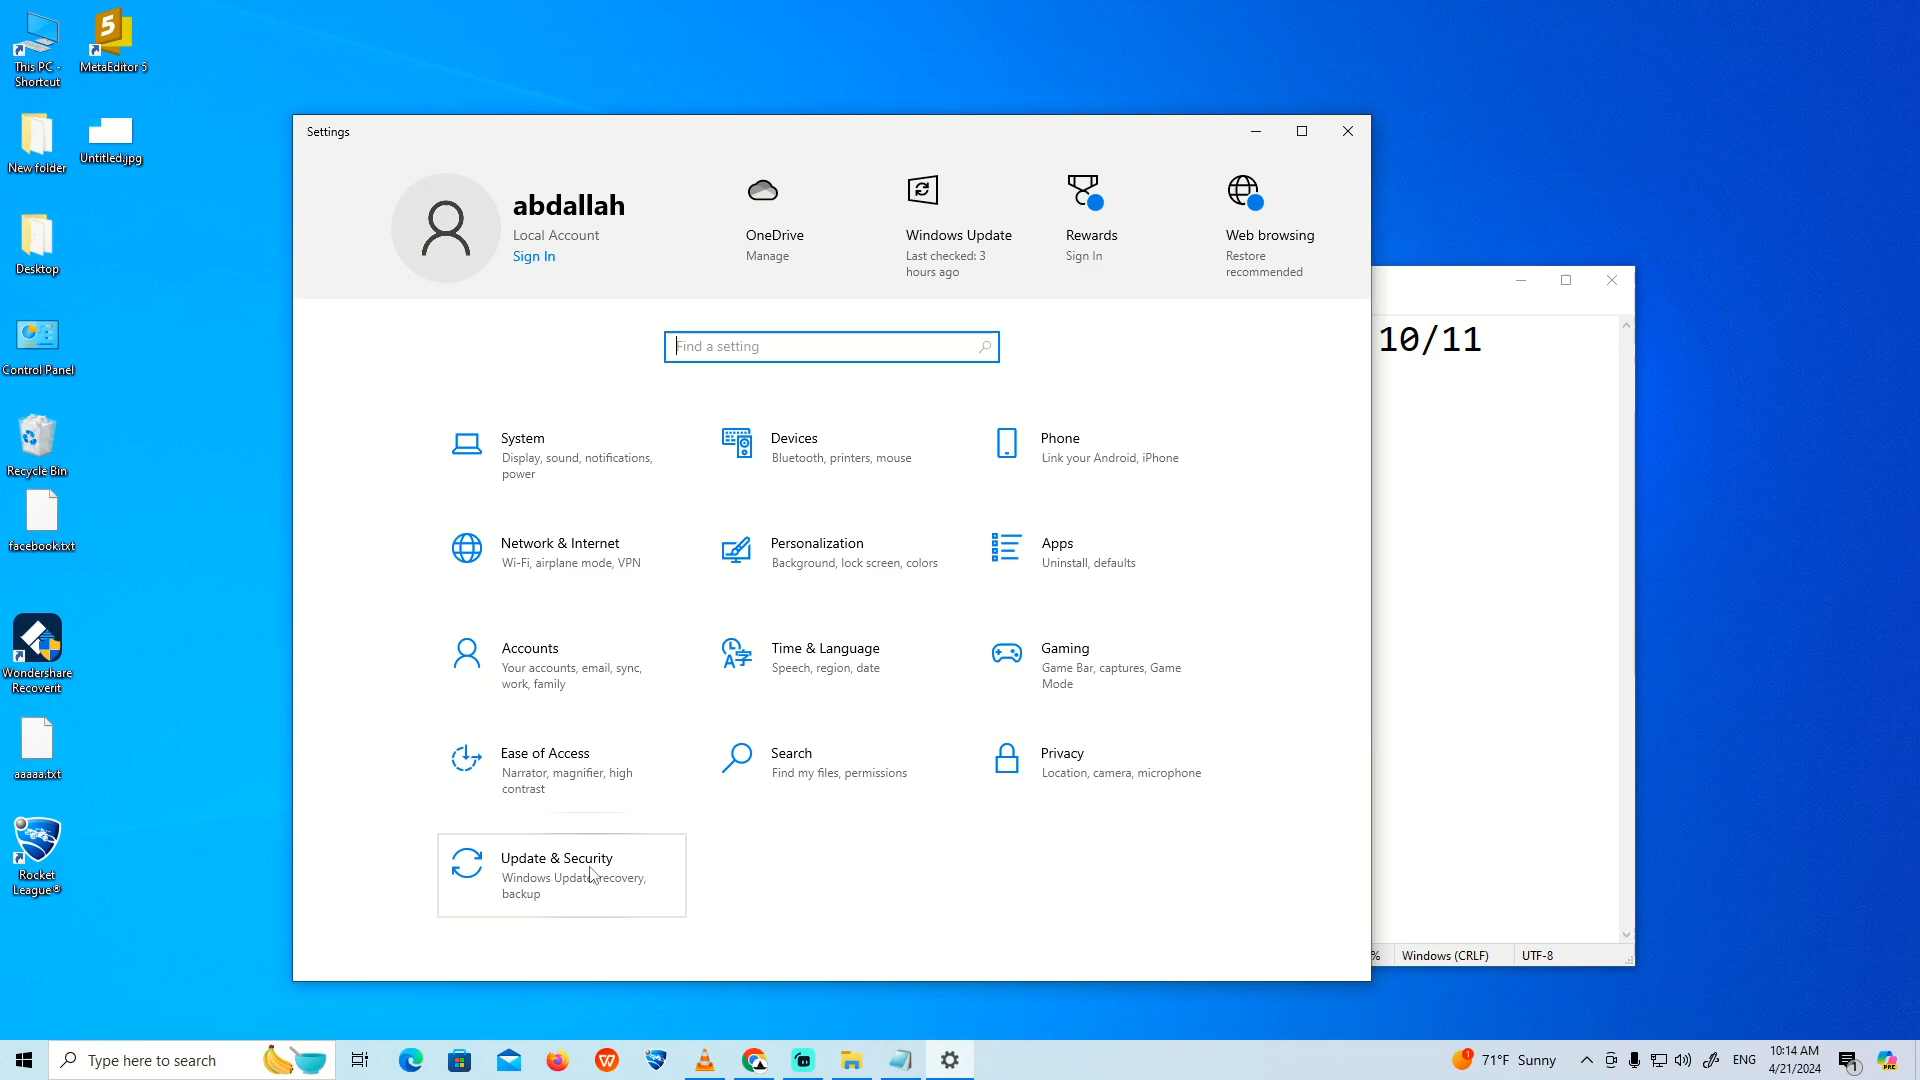 This PC -
Shortcut
MetaEditor 5
New folder
Untitled.jpg
Desktop
Control Panel
Recycle Bin
facebook.txt
Wondershare
Recoverit
aaaaa.txt
Rocket
League®
Settings
abdallah
Local Account
Sign In
OneDrive
Manage
Windows Update
Last checked: 3
hours ago
Rewards
Sign In
Web browsing
Restore
recommended
Find a setting
System
Display, sound, notifications,
power
Devices
Bluetooth, printers, mouse
Phone
Link your Android, iPhone
Network & Internet
Wi-Fi, airplane mode, VPN
Personalization
Background, lock screen, colors
Apps
Uninstall, defaults
Accounts
Your accounts, email, sync,
work, family
Time & Language
Speech, region, date
Gaming
Game Bar, captures, Game
Mode
Ease of Access
Narrator, magnifier, high
contrast
Search
Find my files, permissions
Privacy
Location, camera, microphone
Update & Security
Windows Update, recovery,
backup
10/11
%
Windows (CRLF)
UTF-8
Type here to search
1
71°F Sunny
ENG
10:14 AM
4/21/2024
1
PRE